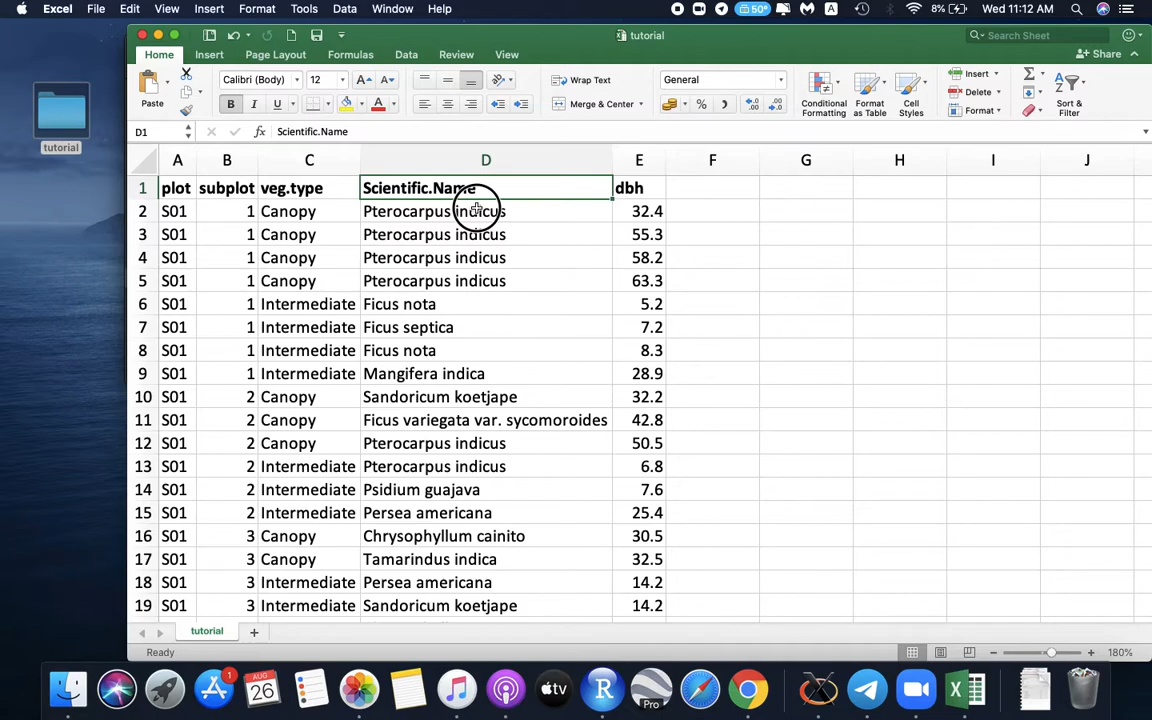 Excel File Edit View Insert Format Tools Data Window Help 50° A 8% Wed 11:12 AM
tutorial Search Sheet
Home Insert Page Layout Formulas Data Review View Share
Paste Calibri (Body) 12 A A Wrap Text General Conditional Formatting Format as Table Cell Styles Insert Delete Format Sort & Filter
B I U A Merge & Center % )
D1 fx Scientific.Name
A B C D E F G H I J
1 plot subplot veg.type Scientific.Name dbh
2 S01 1 Canopy Pterocarpus indicus 32.4
3 S01 1 Canopy Pterocarpus indicus 55.3
4 S01 1 Canopy Pterocarpus indicus 58.2
5 S01 1 Canopy Pterocarpus indicus 63.3
6 S01 1 Intermediate Ficus nota 5.2
7 S01 1 Intermediate Ficus septica 7.2
8 S01 1 Intermediate Ficus nota 8.3
9 S01 1 Intermediate Mangifera indica 28.9
10 S01 2 Canopy Sandoricum koetjape 32.2
11 S01 2 Canopy Ficus variegata var. sycomoroides 42.8
12 S01 2 Canopy Pterocarpus indicus 50.5
13 S01 2 Intermediate Pterocarpus indicus 6.8
14 S01 2 Intermediate Psidium guajava 7.6
15 S01 2 Intermediate Persea americana 25.4
16 S01 3 Canopy Chrysophyllum cainito 30.5
17 S01 3 Canopy Tamarindus indica 32.5
18 S01 3 Intermediate Persea americana 14.2
19 S01 3 Intermediate Sandoricum koetjape 14.2
tutorial
Ready 180%
tutorial
1 AUG 26 tv R Pro